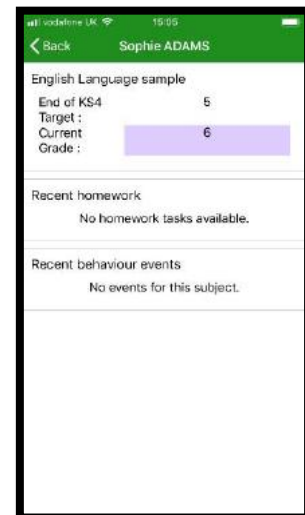 vodafone UK 15:05
Back Sophie ADAMS
English Language sample
End of KS4 5
Target :
Current 6
Grade :
Recent homework
No homework tasks available.
Recent behaviour events
No events for this subject.